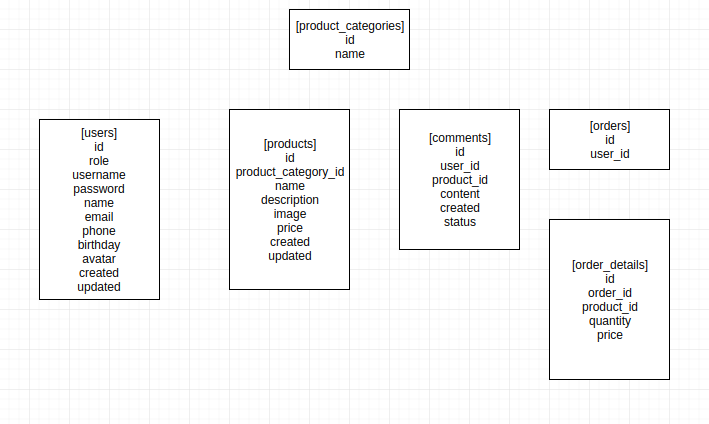 [product_categories]
id
name
[users]
id
role
username
password
name
email
phone
birthday
avatar
created
updated
[products]
id
product_category_id
name
description
image
price
created
updated
[comments]
id
user_id
product_id
content
created
status
[orders]
id
user_id
[order_details]
id
order_id
product_id
quantity
price